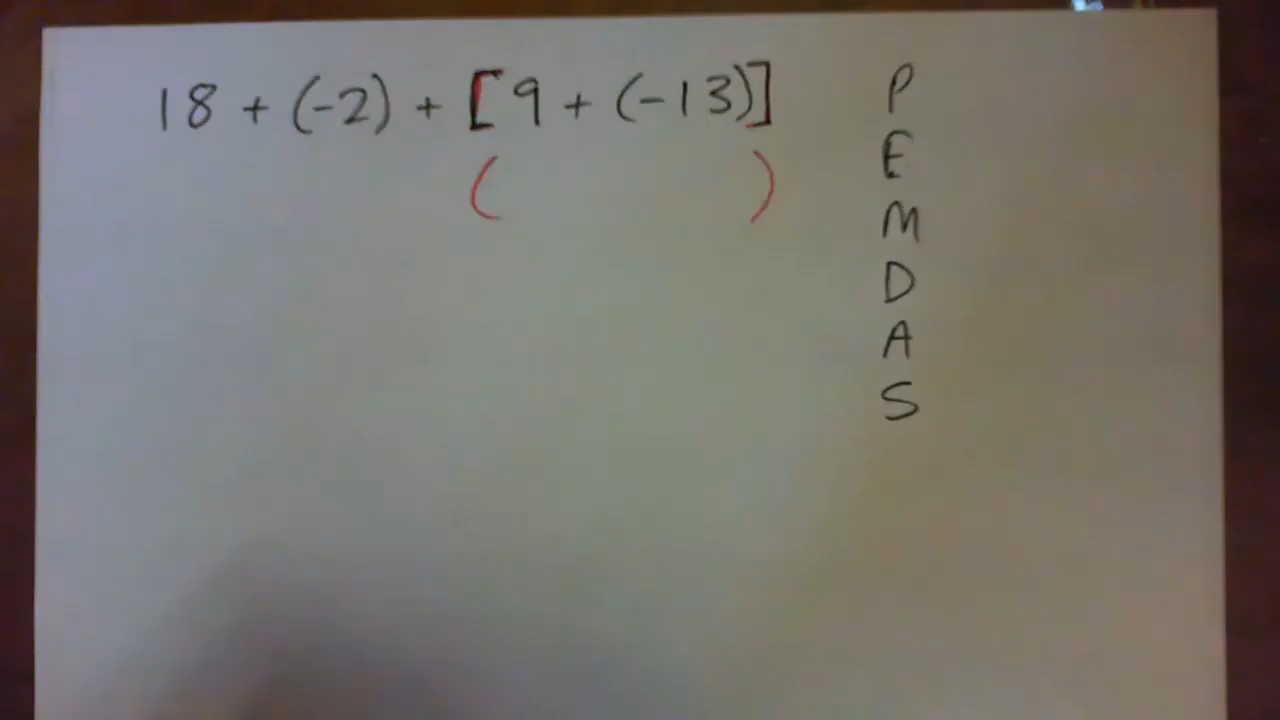 18 + (-2) + [9 + (-13)]
( )
P
E
M
D
A
S